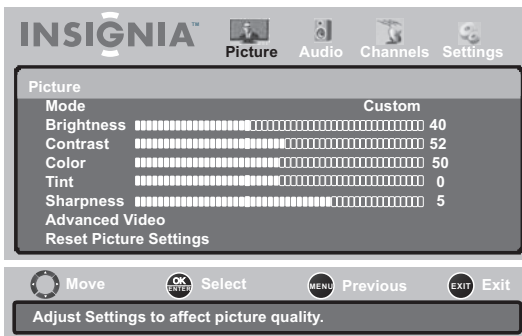 INSIGNIA™
Picture Audio Channels Settings
Picture
Mode Custom
Brightness 40
Contrast 52
Color 50
Tint 0
Sharpness 5
Advanced Video
Reset Picture Settings
Move OK ENTER Select MENU Previous EXIT Exit
Adjust Settings to affect picture quality.